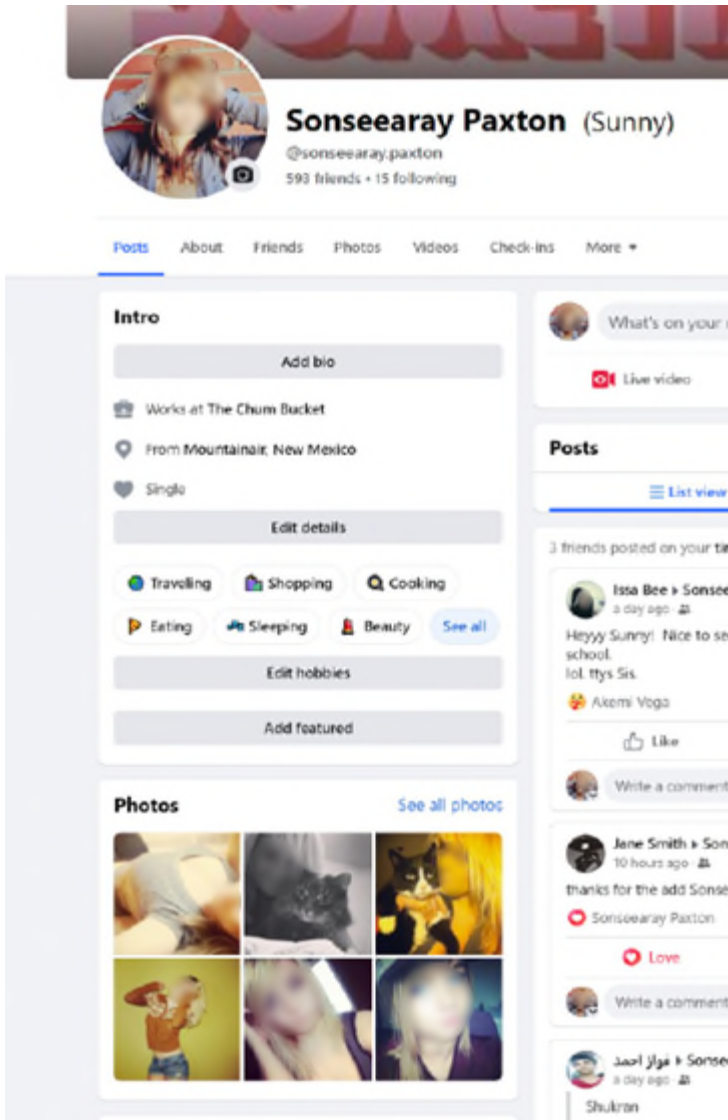 SOMETI
Sonseearay Paxton (Sunny)
@sonseearay.paxton
593 friends • 15 following
Posts About Friends Photos Videos Check-ins More
Intro
Add bio
Works at The Chum Bucket
From Mountainair, New Mexico
Single
Edit details
Traveling Shopping Cooking
Eating Sleeping Beauty See all
Edit hobbies
Add featured
Photos See all photos
What's on your
Live video
Posts
List view
3 friends posted on your
Issa Bee ▸ Sonsee
a day ago ·
Heyyy Sunny! Nice to se
school.
lol. ttys Sis.
Akemi Vega
Like
Write a comment
Jane Smith ▸ Son
10 hours ago ·
thanks for the add Sonse
Sonseearay Paxton
Love
Write a comment
فواز احمد ▸ Sonsee
a day ago ·
Shukran